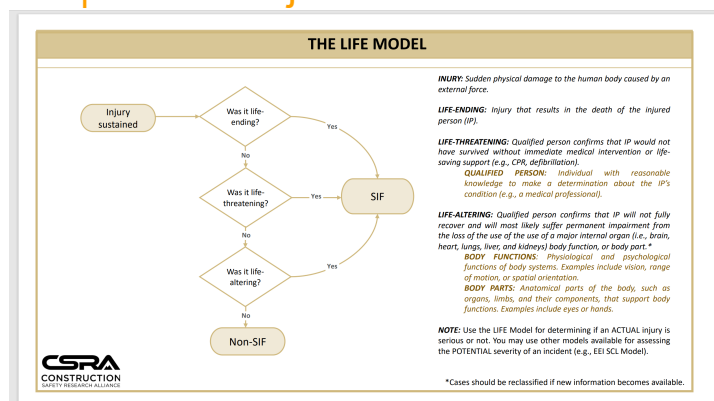 THE LIFE MODEL
Injury
sustained
Was it life-
ending?
Yes
No
Was it life-
threatening?
Yes
SIF
No
Was it life-
altering?
Yes
No
Non-SIF
INURY: Sudden physical damage to the human body caused by an
external force.
LIFE-ENDING: Injury that results in the death of the injured
person (IP).
LIFE-THREATENING: Qualified person confirms that IP would not
have survived without immediate medical intervention or life-
saving support (e.g., CPR, defibrillation).
QUALIFIED PERSON: Individual with reasonable
knowledge to make a determination about the IP's
condition (e.g., a medical professional).
LIFE-ALTERING: Qualified person confirms that IP will not fully
recover and will most likely suffer permanent impairment from
the loss of the use of the use of a major internal organ (i.e., brain,
heart, lungs, liver, and kidneys) body function, or body part.*
BODY FUNCTIONS: Physiological and psychological
functions of body systems. Examples include vision, range
of motion, or spatial orientation.
BODY PARTS: Anatomical parts of the body, such as
organs, limbs, and their components, that support body
functions. Examples include eyes or hands.
NOTE: Use the LIFE Model for determining if an ACTUAL injury is
serious or not. You may use other models available for assessing
the POTENTIAL severity of an incident (e.g., EEI SCL Model).
CSRA
CONSTRUCTION
SAFETY RESEARCH ALLIANCE
*Cases should be reclassified if new information becomes available.